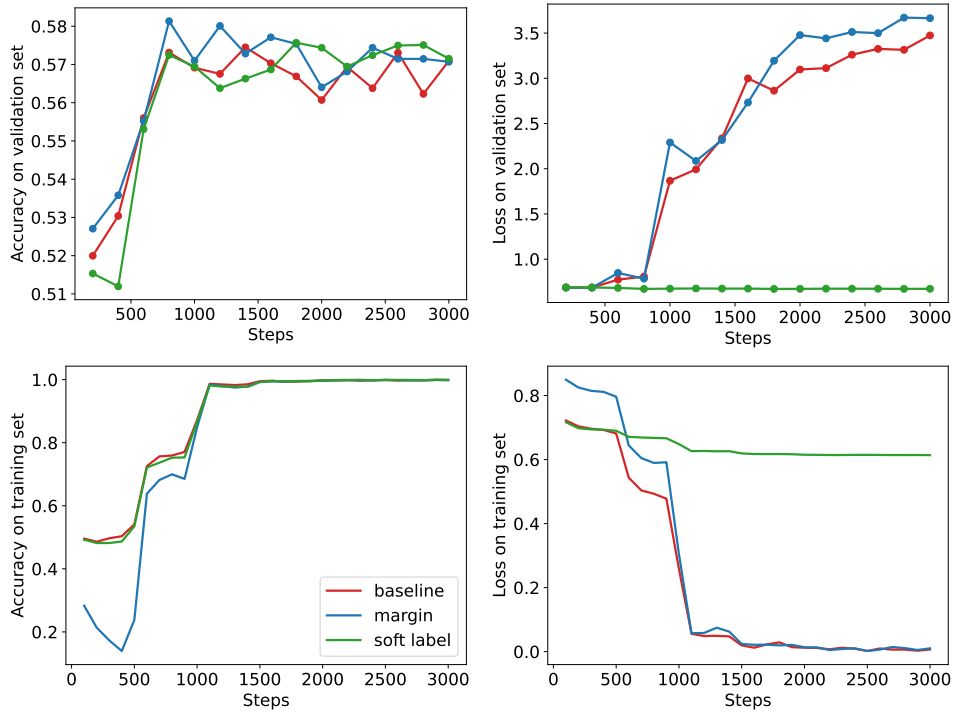 Accuracy on validation set
0.58
0.57
0.56
0.55
0.54
0.53
0.52
0.51
500 1000 1500 2000 2500 3000
Steps
Loss on validation set
3.5
3.0
2.5
2.0
1.5
1.0
500 1000 1500 2000 2500 3000
Steps
Accuracy on training set
1.0
0.8
0.6
0.4
0.2
baseline
margin
soft label
0 500 1000 1500 2000 2500 3000
Steps
Loss on training set
0.8
0.6
0.4
0.2
0.0
0 500 1000 1500 2000 2500 3000
Steps